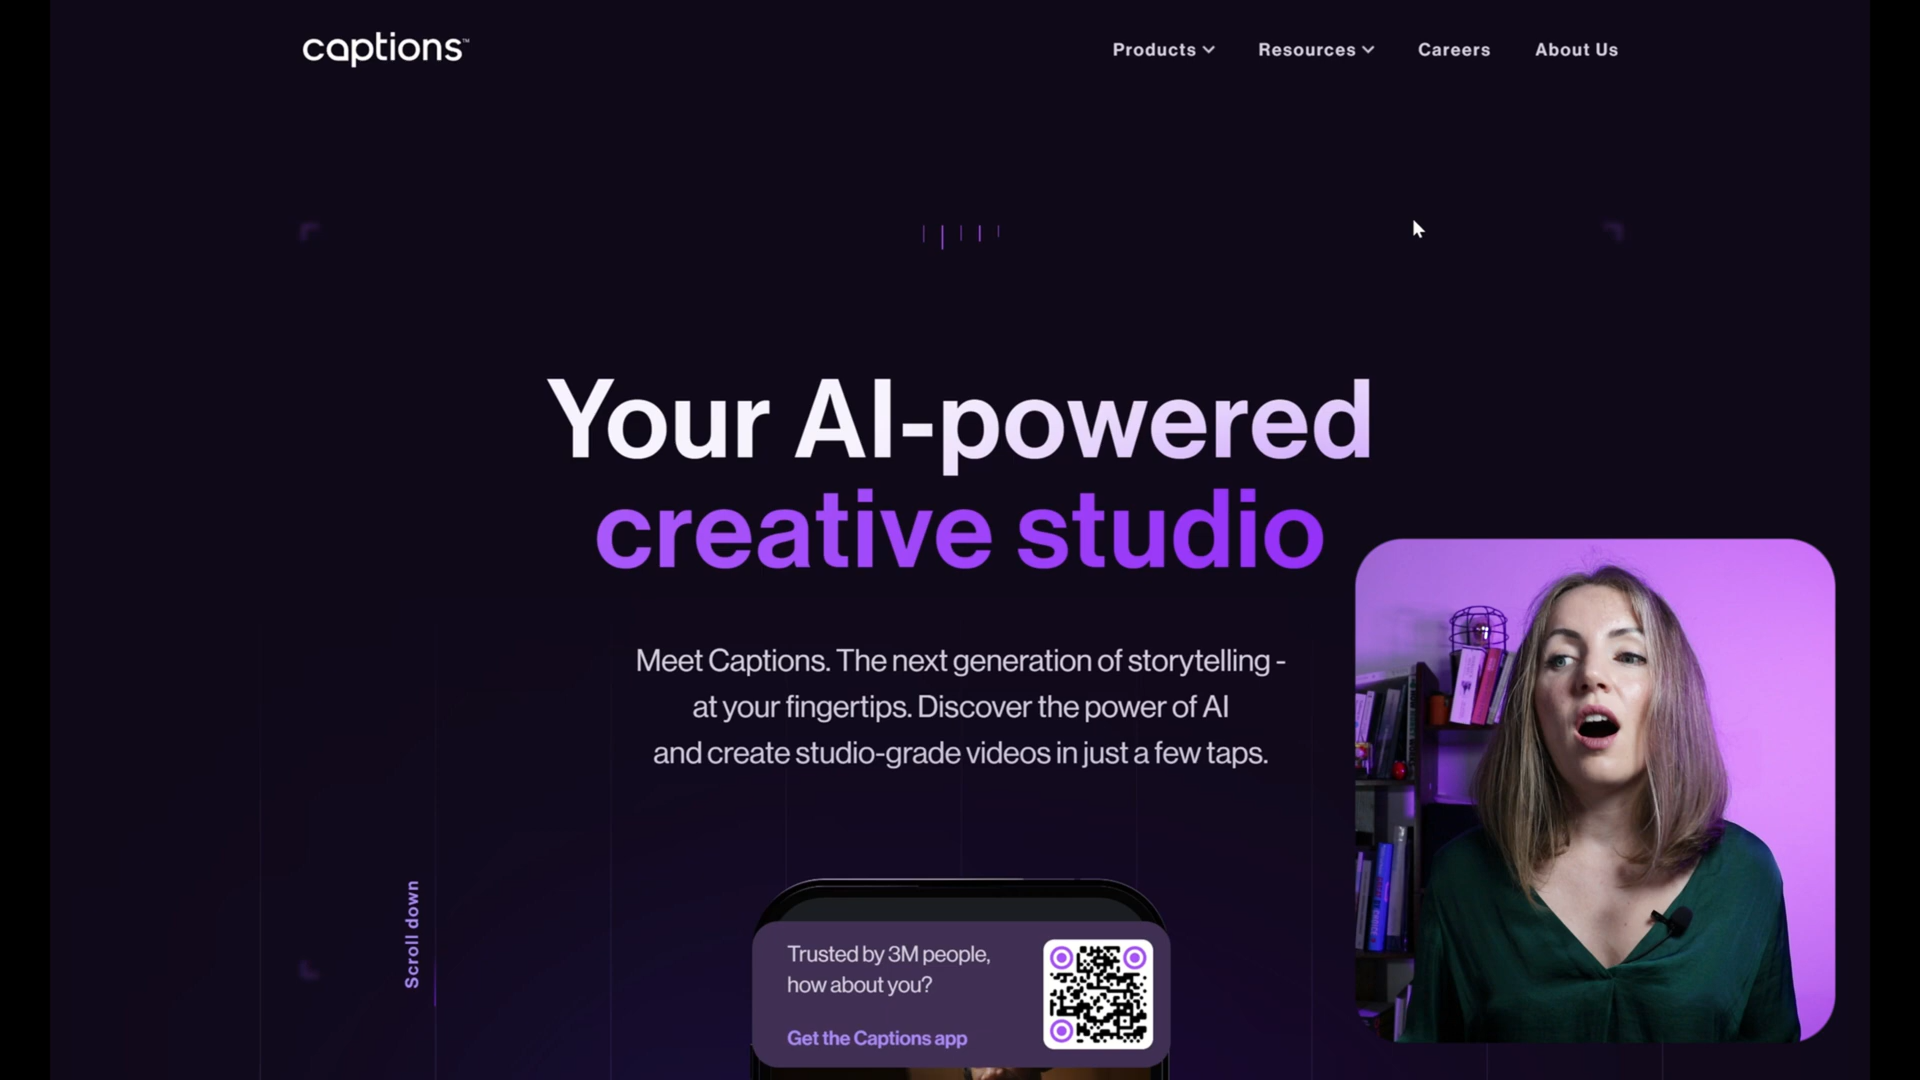 captions™
Products
Resources
Careers
About Us
Your AI-powered
creative studio
Meet Captions. The next generation of storytelling -
at your fingertips. Discover the power of AI
and create studio-grade videos in just a few taps.
Scroll down
Trusted by 3M people,
how about you?
Get the Captions app